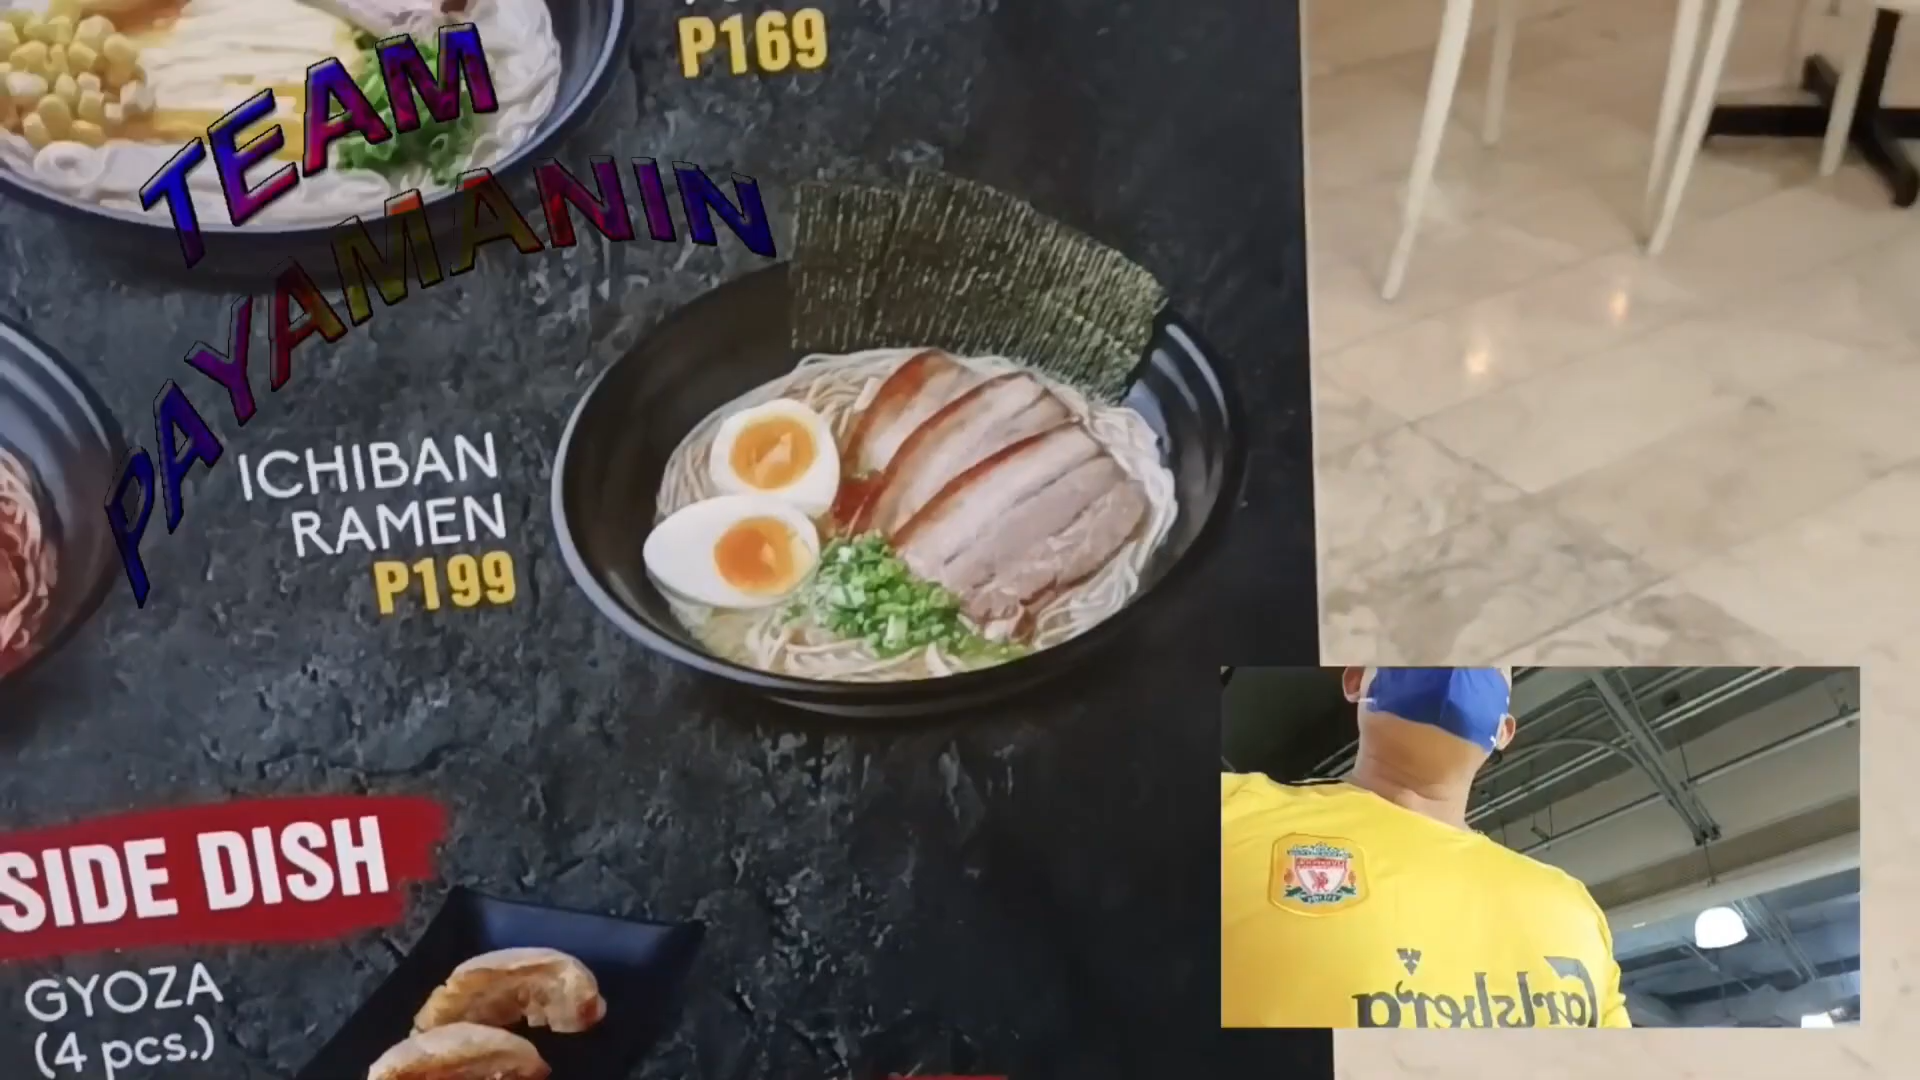 P169
TEAM
PAYAMANIN
ICHIBAN
RAMEN
P199
SIDE DISH
GYOZA
(4 pcs.)
Carlsberg